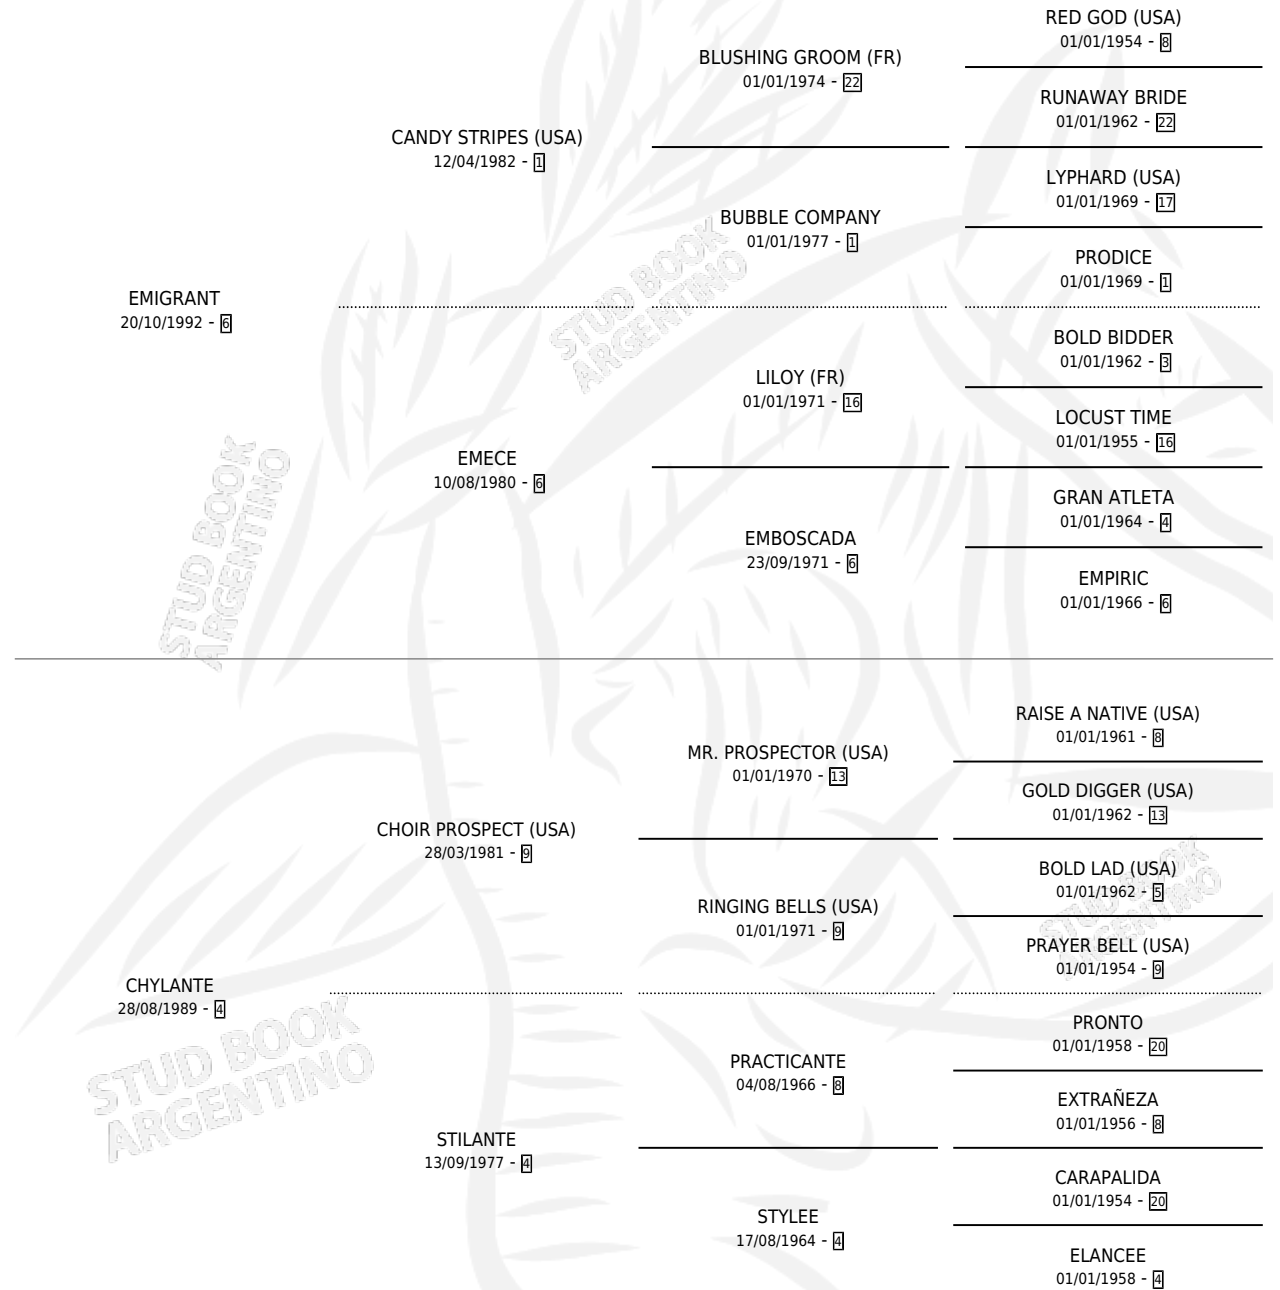 RED GOD (USA)
01/01/1954 - 8
BLUSHING GROOM (FR)
01/01/1974 - 22
RUNAWAY BRIDE
01/01/1962 - 22
CANDY STRIPES (USA)
12/04/1982 - 1
LYPHARD (USA)
01/01/1969 - 17
BUBBLE COMPANY
01/01/1977 - 1
PRODICE
01/01/1969 - 1
EMIGRANT
20/10/1992 - 6
STUD BOOK
ARGENTINO
BOLD BIDDER
01/01/1962 - 3
LILOY (FR)
01/01/1971 - 16
LOCUST TIME
01/01/1955 - 16
EMECE
10/08/1980 - 6
GRAN ATLETA
01/01/1964 - 4
EMBOSCADA
23/09/1971 - 6
EMPIRIC
01/01/1966 - 6
STUD BOOK
ARGENTINO
RAISE A NATIVE (USA)
01/01/1961 - 8
MR. PROSPECTOR (USA)
01/01/1970 - 13
GOLD DIGGER (USA)
01/01/1962 - 13
CHOIR PROSPECT (USA)
28/03/1981 - 9
BOLD LAD (USA)
01/01/1962 - 5
RINGING BELLS (USA)
01/01/1971 - 9
STUD BOOK
ARGENTINO
PRAYER BELL (USA)
01/01/1954 - 9
CHYLANTE
28/08/1989 - 4
PRONTO
01/01/1958 - 20
PRACTICANTE
04/08/1966 - 8
EXTRAÑEZA
01/01/1956 - 8
STUD BOOK
ARGENTINO
STILANTE
13/09/1977 - 4
CARAPALIDA
01/01/1954 - 20
STYLEE
17/08/1964 - 4
ELANCEE
01/01/1958 - 4